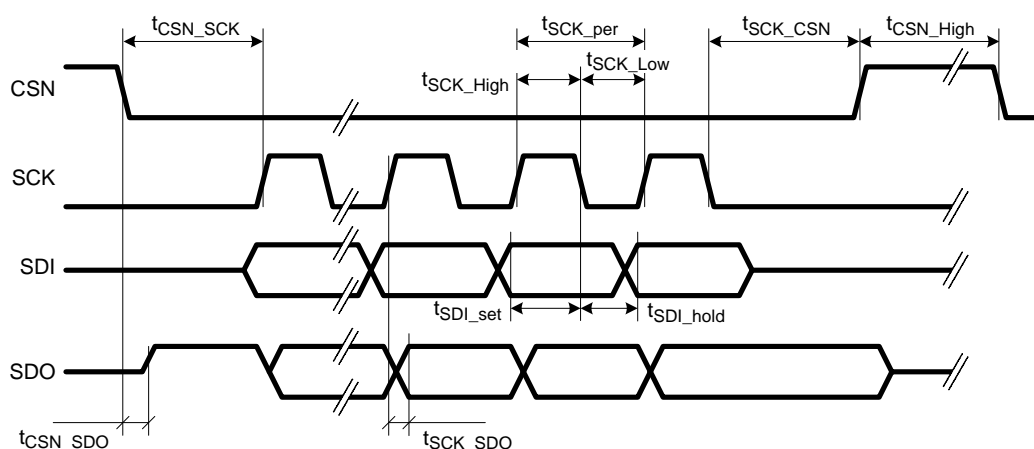 tCSN_SCK
tSCK_per
tSCK_CSN
tCSN_High
tSCK_High
tSCK_Low
CSN
SCK
SDI
tSDI_set
tSDI_hold
SDO
tCSN_SDO
tSCK_SDO